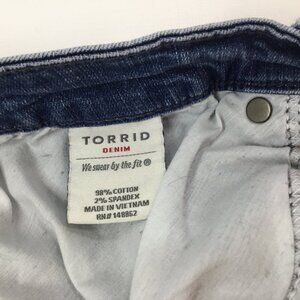 TORRID
DENIM
We swear by the fit ®
98% COTTON
2% SPANDEX
MADE IN VIETNAM
RN# 148862